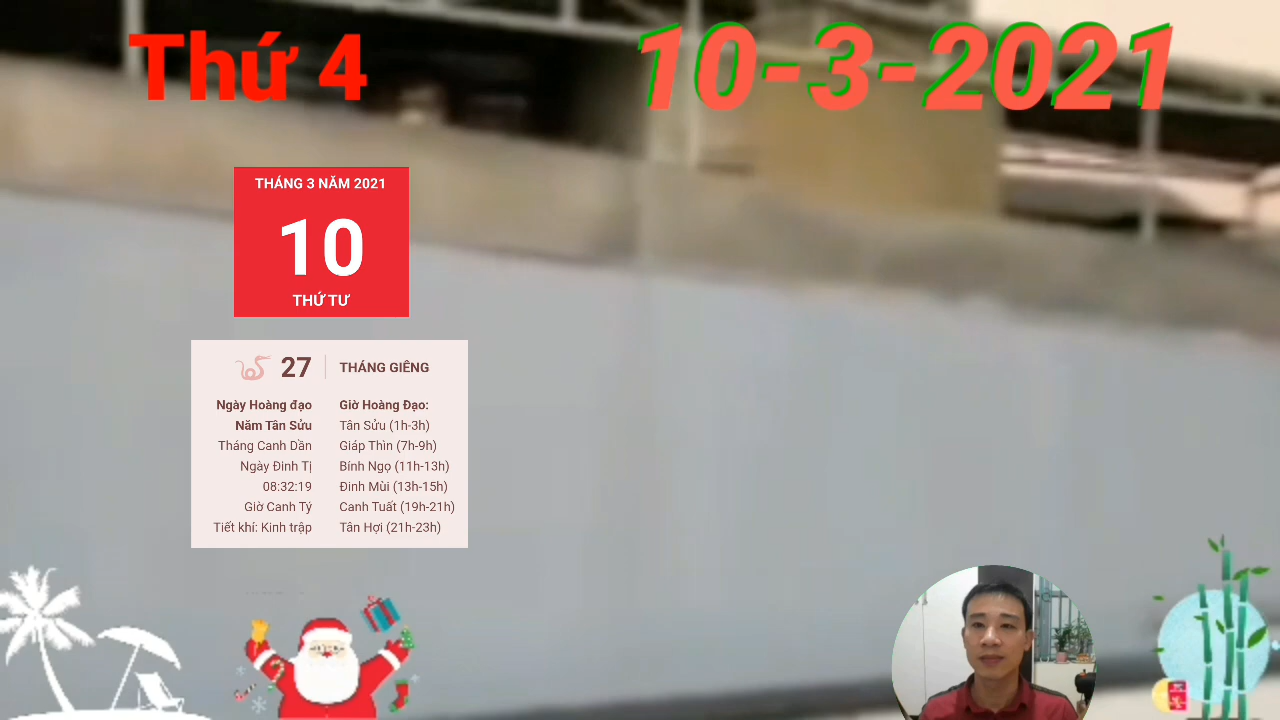 Thứ 4
10-3-2021
THÁNG 3 NĂM 2021
10
THỨ TƯ
27
THÁNG GIÊNG
Ngày Hoàng đạo
Năm Tân Sửu
Tháng Canh Dần
Ngày Đinh Tị
08:32:19
Giờ Canh Tý
Tiết khí: Kinh trập
Giờ Hoàng Đạo:
Tân Sửu (1h-3h)
Giáp Thìn (7h-9h)
Bính Ngọ (11h-13h)
Đinh Mùi (13h-15h)
Canh Tuất (19h-21h)
Tân Hợi (21h-23h)